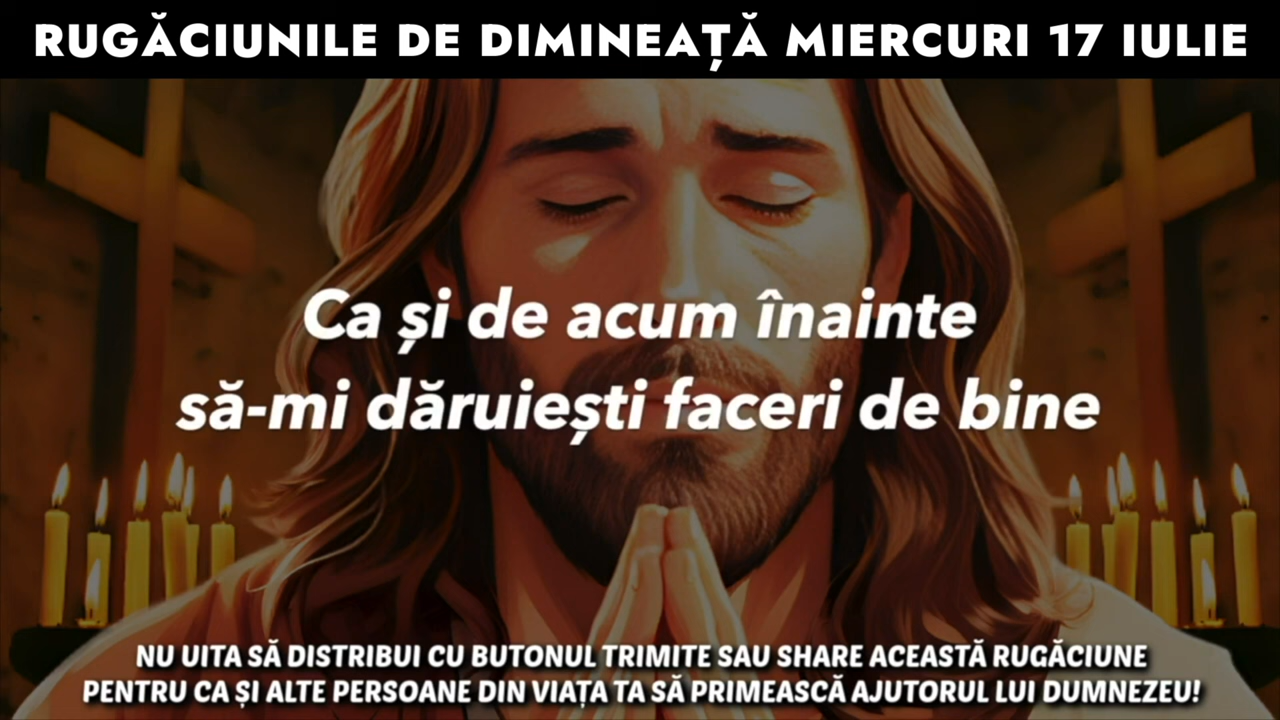 RUGĂCIUNILE DE DIMINEAȚĂ MIERCURI 17 IULIE
Ca și de acum înainte
să-mi dăruiești faceri de bine
NU UITA SĂ DISTRIBUI CU BUTONUL TRIMITE SAU SHARE ACEASTĂ RUGĂCIUNE
PENTRU CA ȘI ALTE PERSOANE DIN VIAȚA TA SĂ PRIMEASCĂ AJUTORUL LUI DUMNEZEU!